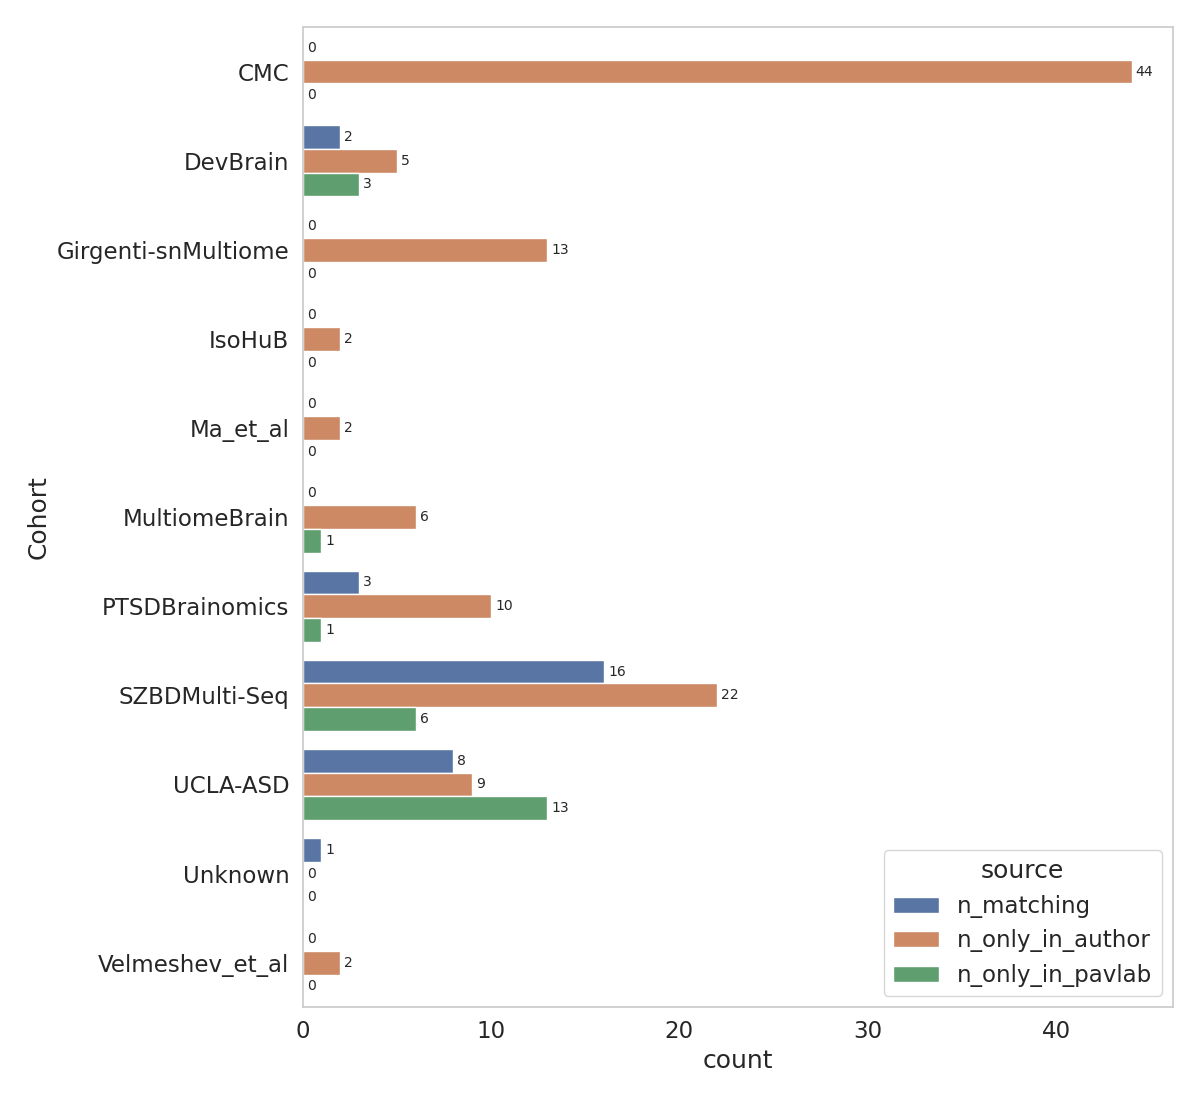 CMC
0
44
0
DevBrain
2
5
3
Girgenti-snMultiome
0
13
0
IsoHuB
0
2
0
Ma_et_al
0
2
0
MultiomeBrain
0
6
1
PTSDBrainomics
3
10
1
SZBDMulti-Seq
16
22
6
UCLA-ASD
8
9
13
Unknown
1
0
0
Velmeshev_et_al
0
2
0
Cohort
0 10 20 30 40
count
source
n_matching
n_only_in_author
n_only_in_pavlab